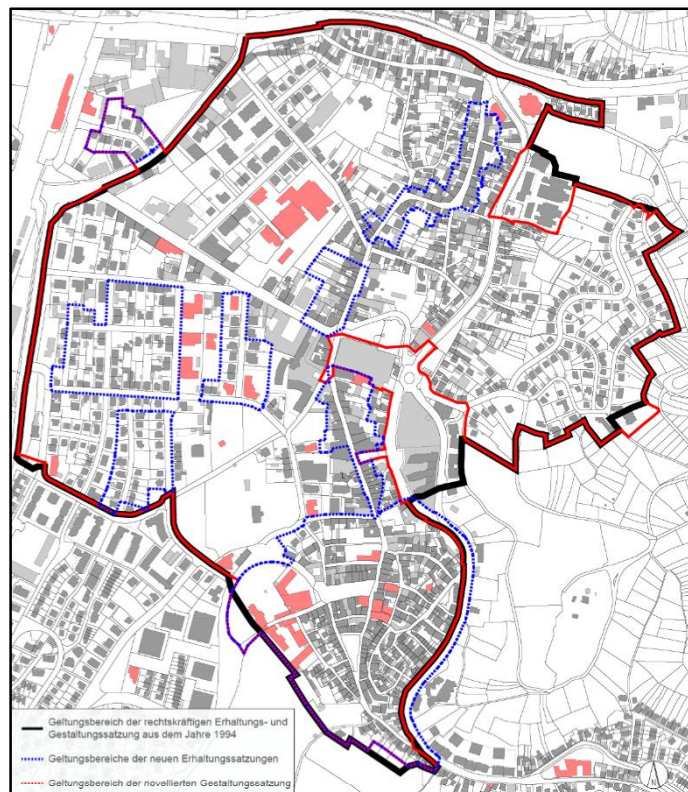 Geltungsbereich der rechtskräftigen Erhaltungs- und
Gestaltungssatzung aus dem Jahre 1994
Geltungsbereiche der neuen Erhaltungssatzungen
Geltungsbereich der novellierten Gestaltungssatzung
N